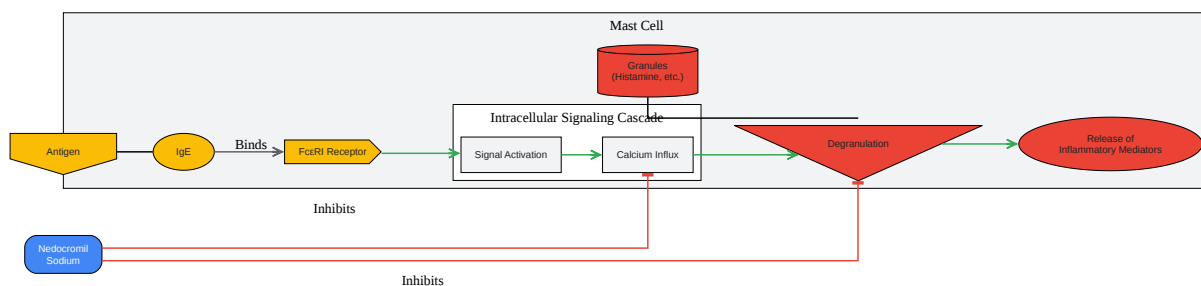 Mast Cell
Granules
(Histamine, etc.)
Intracellular Signaling Cascade
Antigen
IgE
Binds
FcεRI Receptor
Signal Activation
Calcium Influx
Degranulation
Release of
Inflammatory Mediators
Inhibits
Nedocromil
Sodium
Inhibits